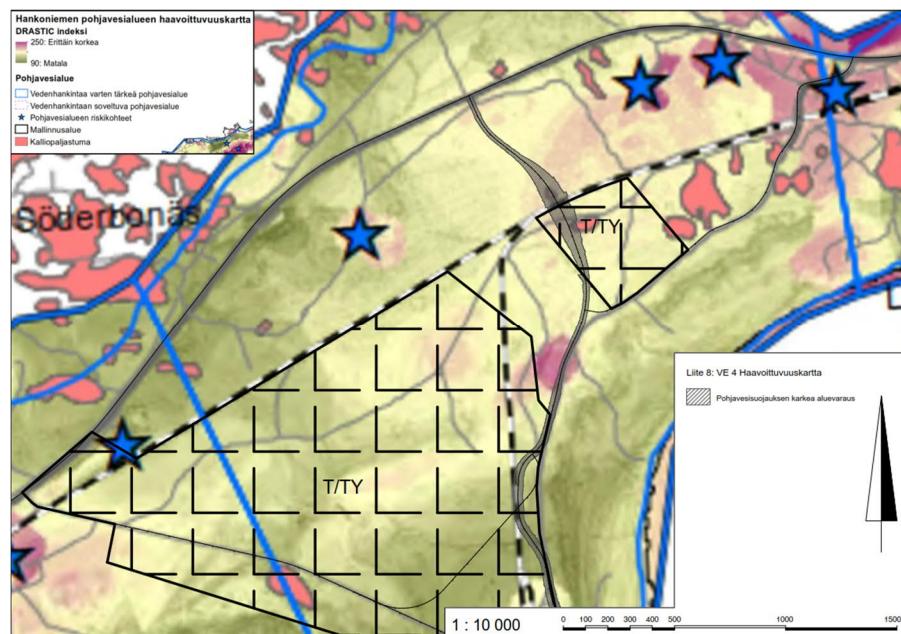 Hankoniemen pohjavesialueen haavoittuvuuskartta
DRASTIC indeksi
250: Erittäin korkea
90: Matala
Pohjavesialue
Vedenhankintaa varten tärkeä pohjavesialue
Vedenhankintaan soveltuva pohjavesialue
Pohjavesialueen riskikohteet
Mallinnusalue
Kalliopaljastuma
Söderbonäs
T/TY
T/TY
Liite 8: VE 4 Haavoittuvuuskartta
Pohjavesisuojauksen karkea aluevaraus
1 : 10 000
0 100 200 300 400 500 1000 1500